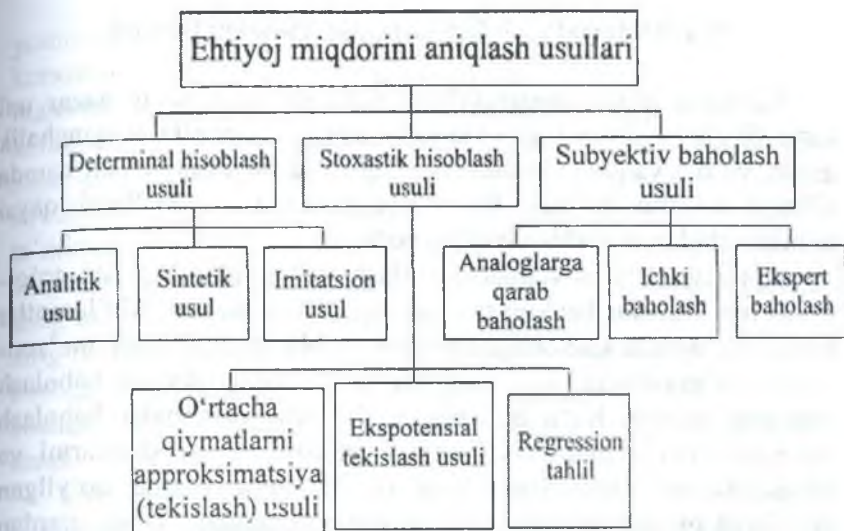 Ehtiyoj miqdorini aniqlash usullari
Determinal hisoblash
usuli
Stoxastik hisoblash
usuli
Subyektiv baholash
usuli
Analitik
usul
Sintetik
usul
Imitatsion
usul
Analoglarga
qarab
baholash
Ichki
baholash
Ekspert
baholash
O‘rtacha
qiymatlarni
approksimatsiya
(tekislash) usuli
Ekspotensial
tekislash usuli
Regression
tahlil